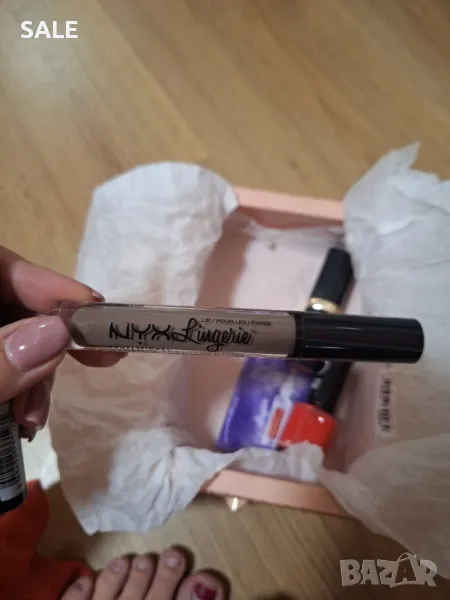 SALE
LIP / POUR LES LÈVRES
NYX Lingerie
BAZAR